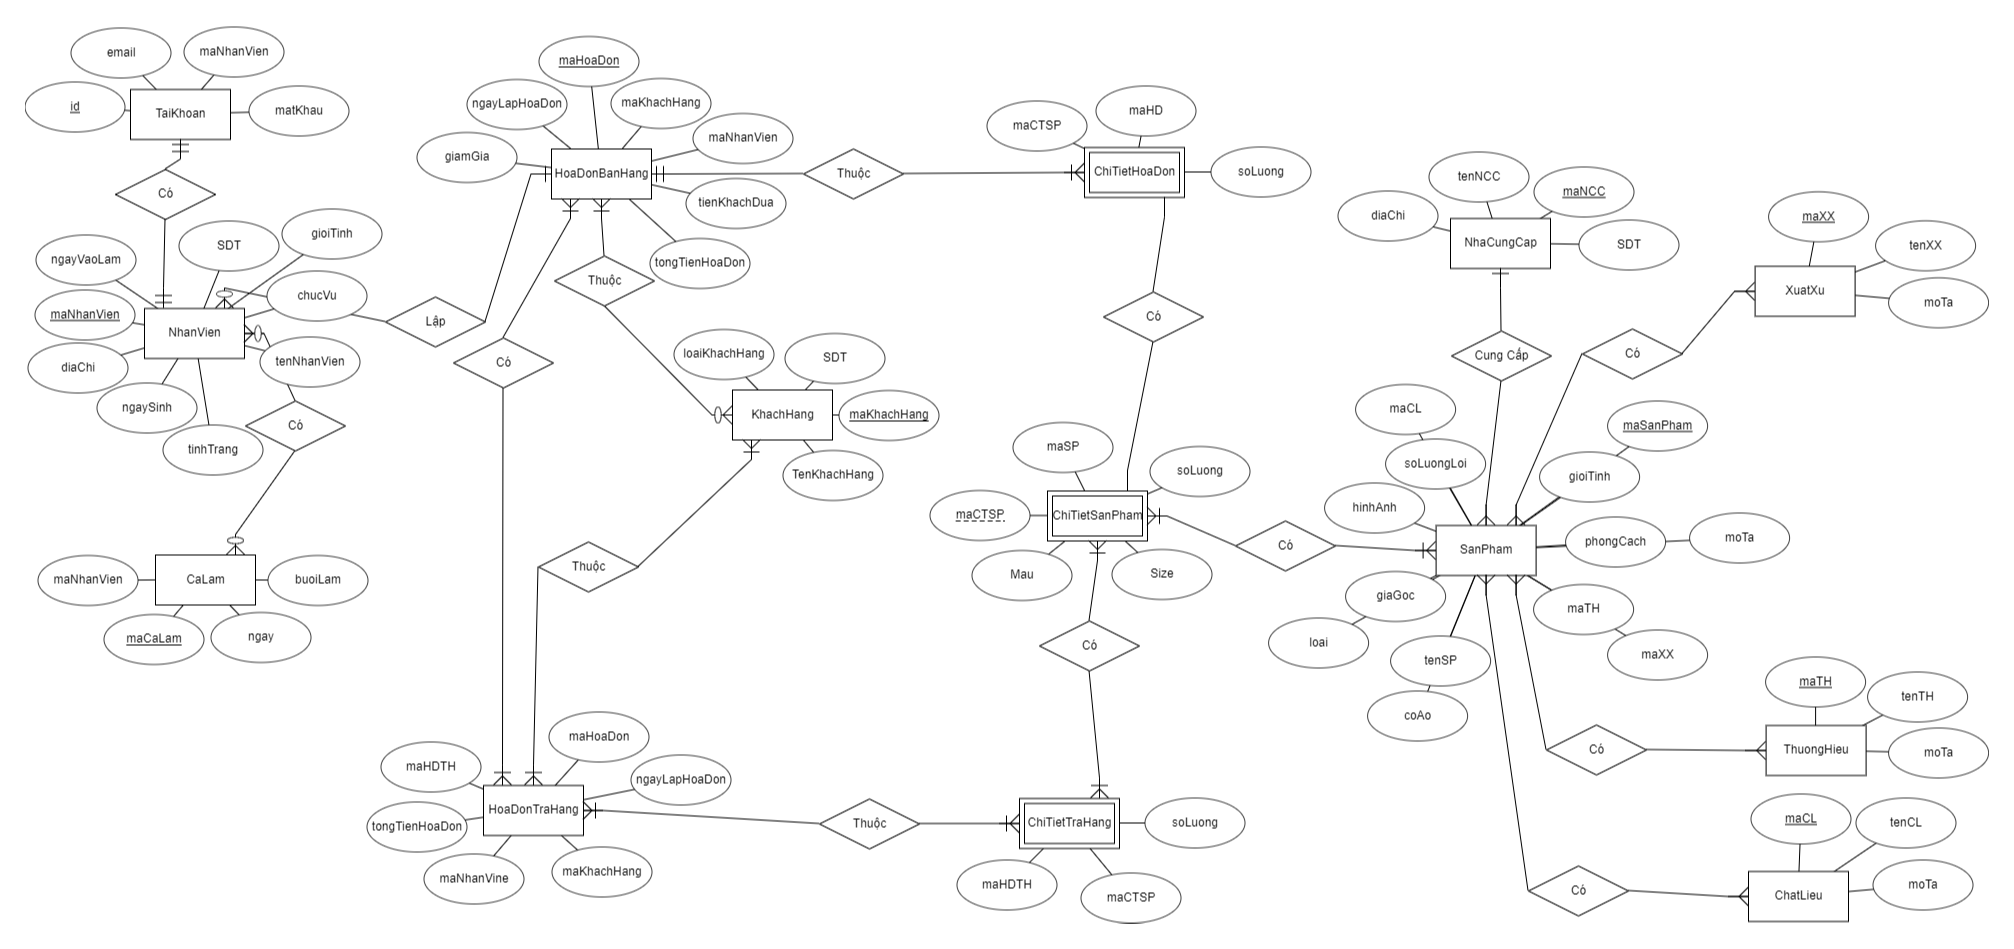 email
maNhanVien
id
TaiKhoan
matKhau
Có
SDT
gioiTinh
ngayVaoLam
chucVu
maNhanVien
NhanVien
diaChi
tenNhanVien
ngaySinh
tinhTrang
Có
maNhanVien
CaLam
buoiLam
maCaLam
ngay
maHoaDon
ngayLapHoaDon
maKhachHang
maNhanVien
giamGia
HoaDonBanHang
tienKhachDua
tongTienHoaDon
Thuộc
Lập
Có
Thuộc
loaiKhachHang
SDT
KhachHang
maKhachHang
TenKhachHang
Thuộc
maHoaDon
maHDTH
ngayLapHoaDon
HoaDonTraHang
tongTienHoaDon
maNhanVine
maKhachHang
Thuộc
maHD
maCTSP
ChiTietHoaDon
soLuong
Có
maSP
soLuong
maCTSP
ChiTietSanPham
Mau
Size
Có
Có
ChiTietTraHang
soLuong
maHDTH
maCTSP
tenNCC
maNCC
diaChi
NhaCungCap
SDT
Cung Cấp
maXX
tenXX
XuatXu
moTa
Có
maCL
maSanPham
soLuongLoi
gioiTinh
hinhAnh
SanPham
phongCach
moTa
giaGoc
maTH
loai
tenSP
maXX
coAo
maTH
tenTH
Có
ThuongHieu
moTa
maCL
tenCL
Có
ChatLieu
moTa